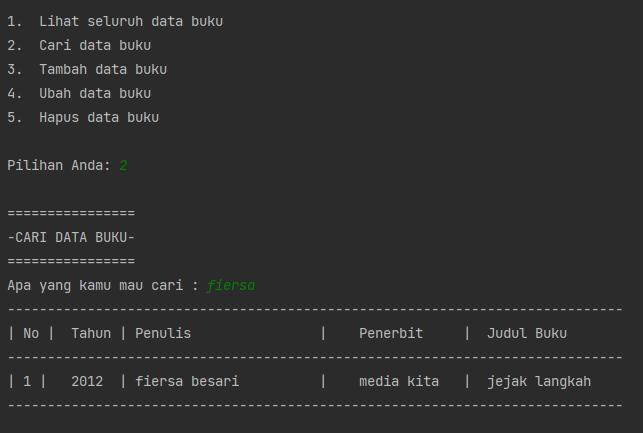 1.  Lihat seluruh data buku
2.  Cari data buku
3.  Tambah data buku
4.  Ubah data buku
5.  Hapus data buku
Pilihan Anda: 2
================
-CARI DATA BUKU-
================
Apa yang kamu mau cari : fiersa
-----------------------------------------------------------------------------
| No |  Tahun | Penulis                |    Penerbit     |  Judul Buku
-----------------------------------------------------------------------------
| 1 |   2012  | fiersa besari          |    media kita   |  jejak langkah
-----------------------------------------------------------------------------